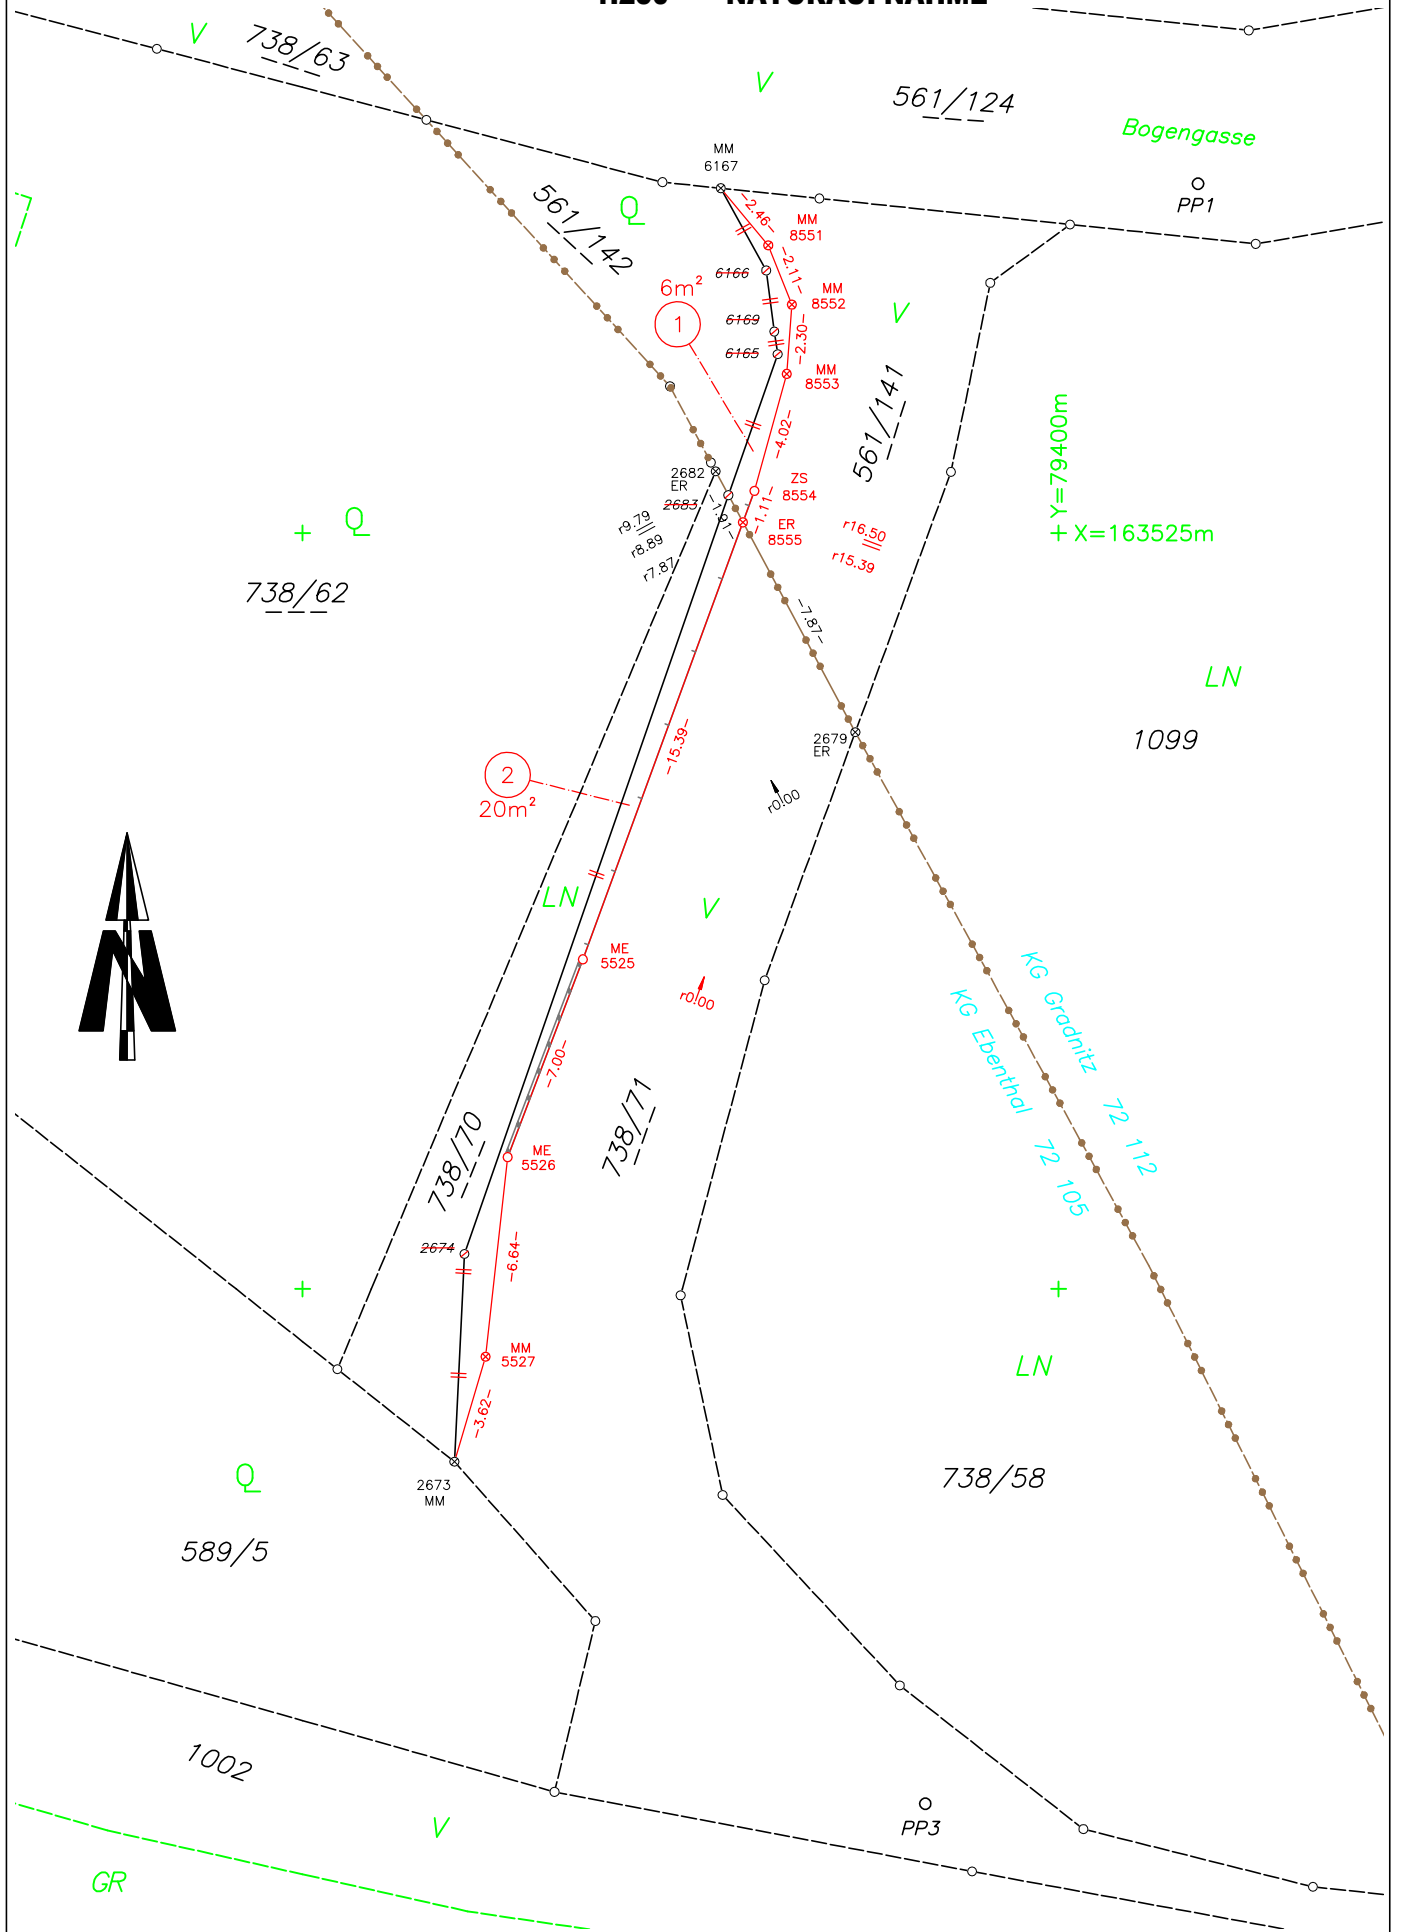 V
738/63
V
561/124
Bogengasse
PP1
MM
6167
561/142
Q
-2.46-
MM
8551
6166
-2.11-
MM
8552
6m²
1
6169
6165
-2.30-
V
MM
8553
561/141
Y=79400m
X=163525m
-4.02-
2682
ER
2683
-1.91-
ZS
8554
-1.11-
ER
8555
r9.79
r8.89
r7.87
r16.50
r15.39
Q
738/62
-7.87-
LN
1099
2679
ER
-15.39-
2
20m²
r0.00
LN
V
N
ME
5525
r0.00
KG Gradnitz 72 112
KG Ebenthal 72 105
-7.00-
738/70
738/71
ME
5526
2674
-6.64-
MM
5527
LN
-3.62-
2673
MM
738/58
Q
589/5
1002
V
PP3
GR